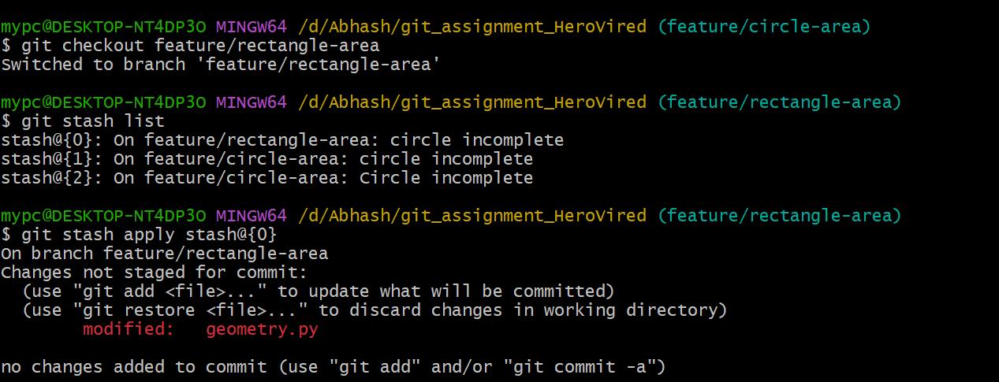 mypc@DESKTOP-NT4DP3O MINGW64 /d/Abhash/git_assignment_HeroVired (feature/circle-area)
$ git checkout feature/rectangle-area
Switched to branch 'feature/rectangle-area'
mypc@DESKTOP-NT4DP3O MINGW64 /d/Abhash/git_assignment_HeroVired (feature/rectangle-area)
$ git stash list
stash@{0}: On feature/rectangle-area: circle incomplete
stash@{1}: On feature/circle-area: circle incomplete
stash@{2}: On feature/circle-area: Circle incomplete
mypc@DESKTOP-NT4DP3O MINGW64 /d/Abhash/git_assignment_HeroVired (feature/rectangle-area)
$ git stash apply stash@{0}
On branch feature/rectangle-area
Changes not staged for commit:
  (use "git add <file>..." to update what will be committed)
  (use "git restore <file>..." to discard changes in working directory)
        modified:   geometry.py
no changes added to commit (use "git add" and/or "git commit -a")